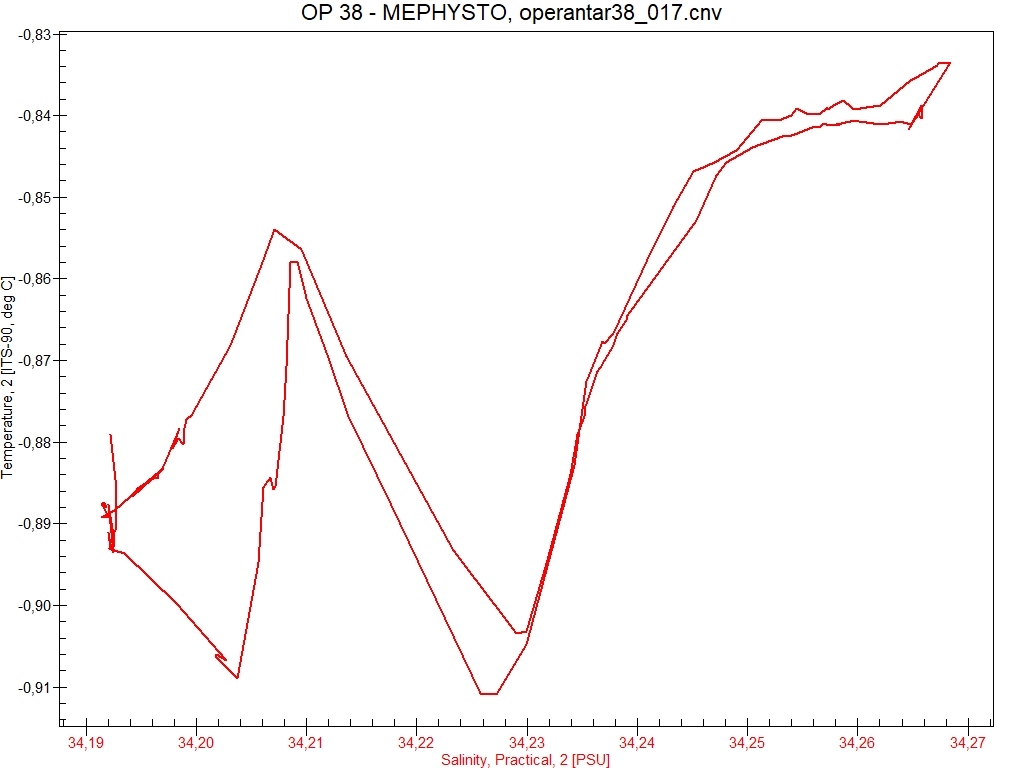 OP 38 - MEPHYSTO, operantar38_017.cnv
Temperature, 2 [ITS-90, deg C]
-0,83
-0,84
-0,85
-0,86
-0,87
-0,88
-0,89
-0,90
-0,91
34,19 34,20 34,21 34,22 34,23 34,24 34,25 34,26 34,27
Salinity, Practical, 2 [PSU]